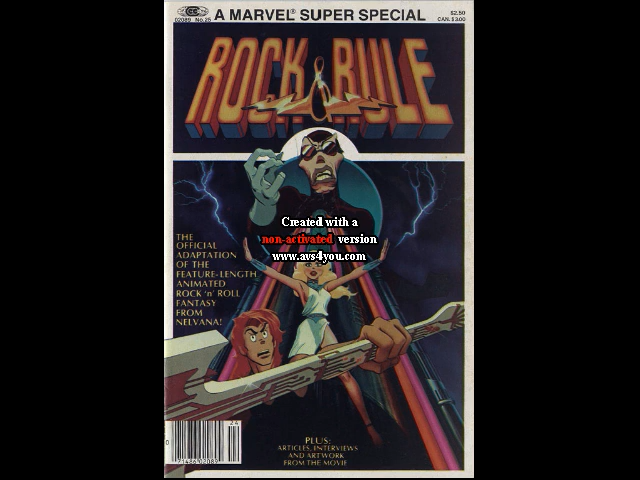 A MARVEL® SUPER SPECIAL
02089 No.25
$2.50
CAN. $3.00
ROCK & RULE
Created with a
non-activated version
www.avs4you.com
THE
OFFICIAL
ADAPTATION
OF THE
FEATURE-LENGTH
ANIMATED
ROCK 'n' ROLL
FANTASY
FROM
NELVANA!
24
PLUS:
ARTICLES, INTERVIEWS
AND ARTWORK
FROM THE MOVIE